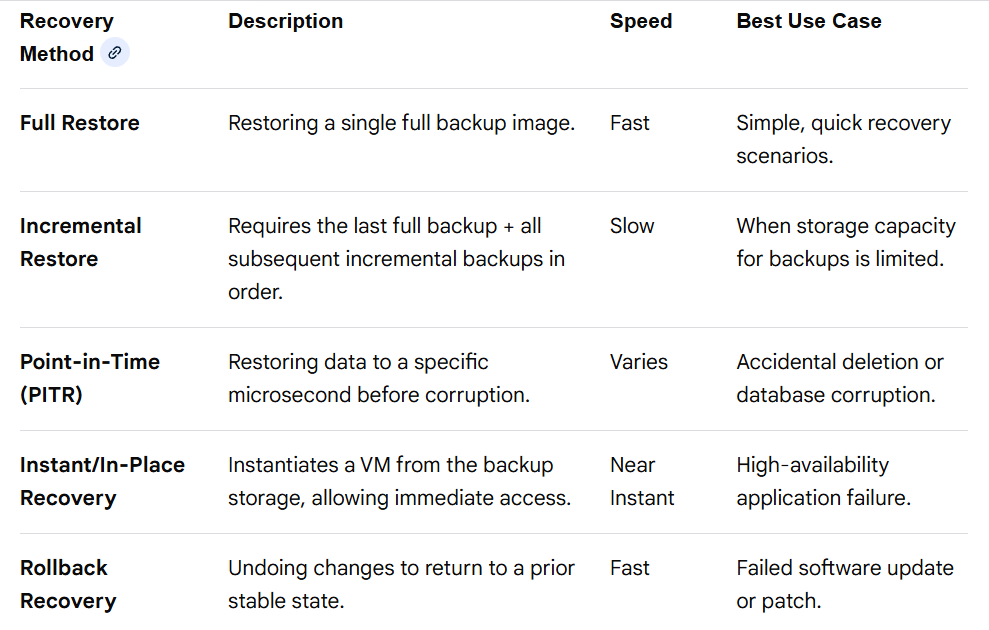 Recovery Method Description Speed Best Use Case
Full Restore Restoring a single full backup image. Fast Simple, quick recovery scenarios.
Incremental Restore Requires the last full backup + all subsequent incremental backups in order. Slow When storage capacity for backups is limited.
Point-in-Time (PITR) Restoring data to a specific microsecond before corruption. Varies Accidental deletion or database corruption.
Instant/In-Place Recovery Instantiates a VM from the backup storage, allowing immediate access. Near Instant High-availability application failure.
Rollback Recovery Undoing changes to return to a prior stable state. Fast Failed software update or patch.